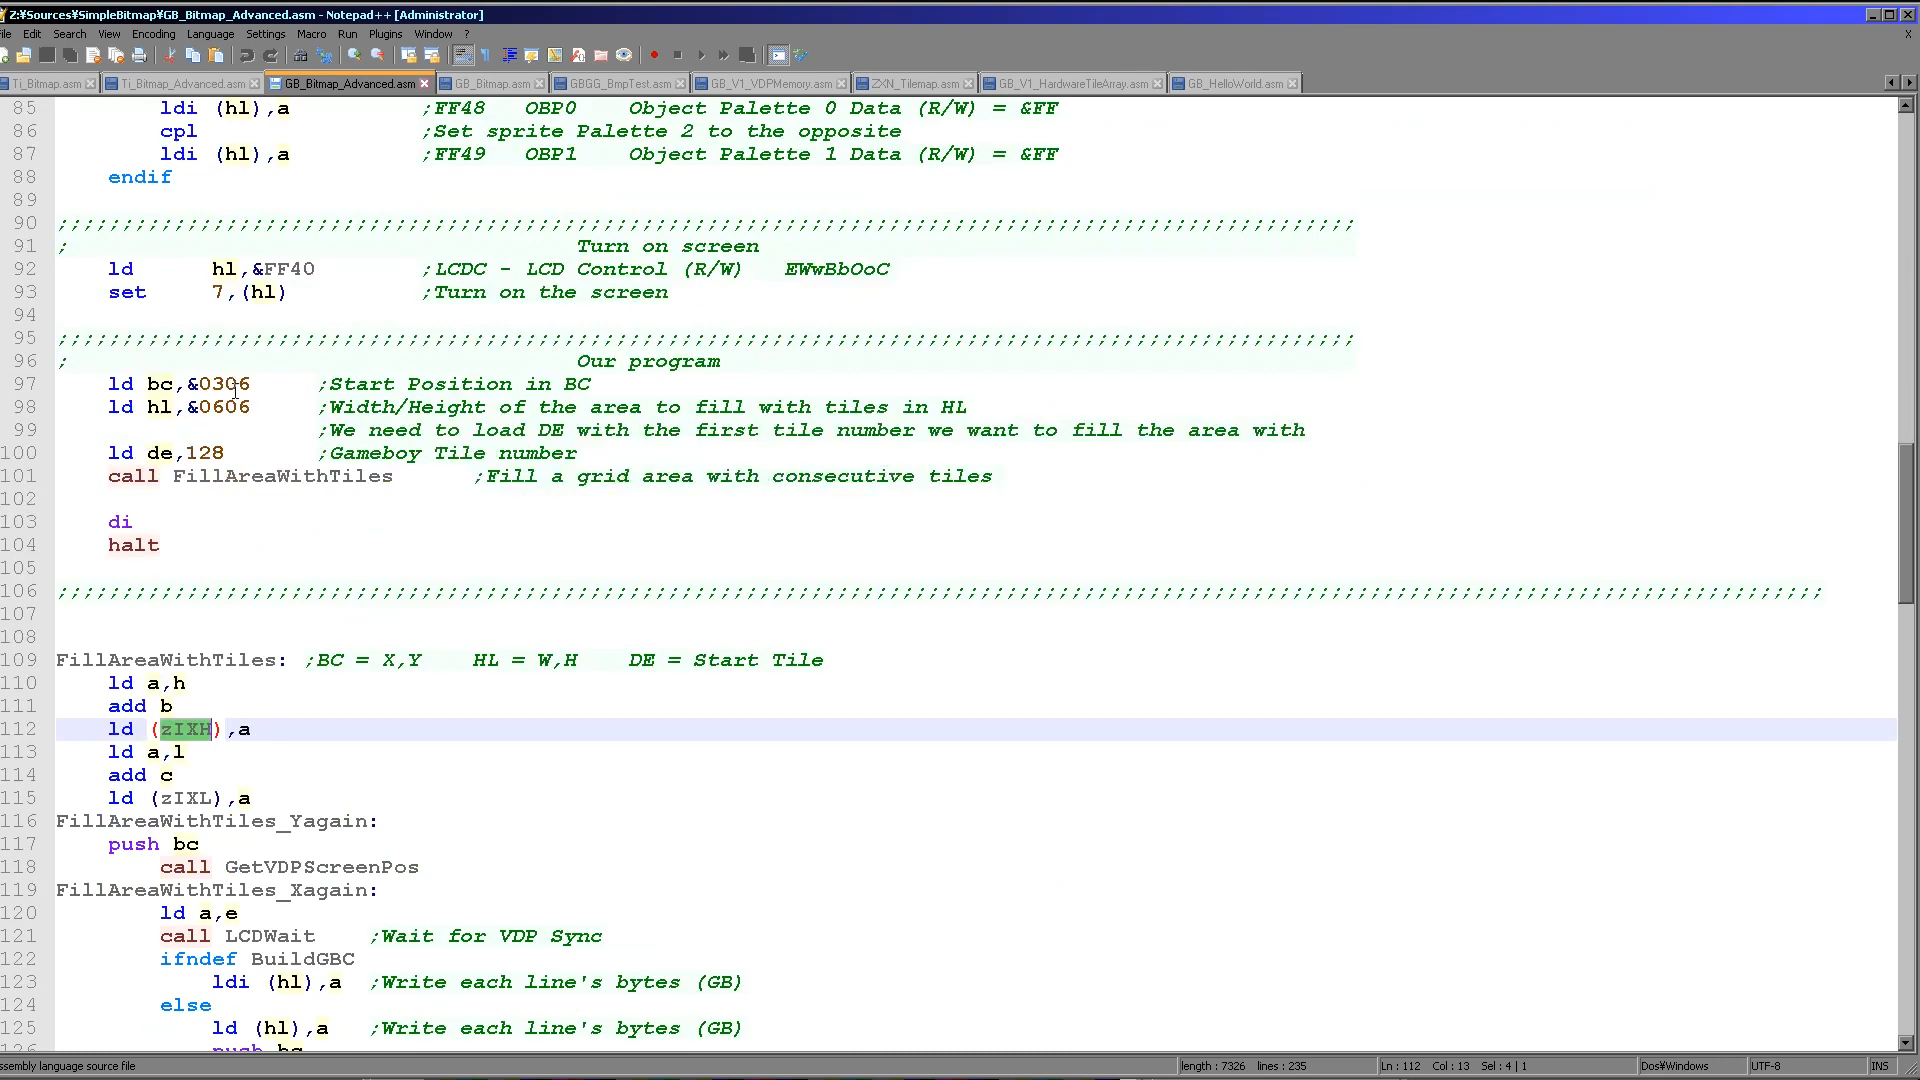 Z:¥Sources¥SimpleBitmap¥GB_Bitmap_Advanced.asm - Notepad++ [Administrator]
ile Edit Search View Encoding Language Settings Macro Run Plugins Window ? X
Ti_Bitmap.asm Ti_Bitmap_Advanced.asm GB_Bitmap_Advanced.asm GB_Bitmap.asm GBGG_BmpTest.asm GB_V1_VDPMemory.asm ZXN_Tilemap.asm GB_V1_HardwareTileArray.asm GB_HelloWorld.asm
85 ldi (hl),a ;FF48 OBP0 Object Palette 0 Data (R/W) = &FF
86 cpl ;Set sprite Palette 2 to the opposite
87 ldi (hl),a ;FF49 OBP1 Object Palette 1 Data (R/W) = &FF
88 endif
89
90 ;;;;;;;;;;;;;;;;;;;;;;;;;;;;;;;;;;;;;;;;;;;;;;;;;;;;;;;;;;;;;;;;;;;;;;;;;;;;;;;;;;;;;;;;;;;;;;;;;;;;
91 ; Turn on screen
92 ld hl,&FF40 ;LCDC - LCD Control (R/W) EWwBbOoC
93 set 7,(hl) ;Turn on the screen
94
95 ;;;;;;;;;;;;;;;;;;;;;;;;;;;;;;;;;;;;;;;;;;;;;;;;;;;;;;;;;;;;;;;;;;;;;;;;;;;;;;;;;;;;;;;;;;;;;;;;;;;;
96 ; Our program
97 ld bc,&0306 ;Start Position in BC
98 ld hl,&0606 ;Width/Height of the area to fill with tiles in HL
99 ;We need to load DE with the first tile number we want to fill the area with
100 ld de,128 ;Gameboy Tile number
101 call FillAreaWithTiles ;Fill a grid area with consecutive tiles
102
103 di
104 halt
105
106 ;;;;;;;;;;;;;;;;;;;;;;;;;;;;;;;;;;;;;;;;;;;;;;;;;;;;;;;;;;;;;;;;;;;;;;;;;;;;;;;;;;;;;;;;;;;;;;;;;;;;;;;;;;;;;;;;;;;;;;;;;;;;;;;;;;;;;;;;
107
108
109 FillAreaWithTiles: ;BC = X,Y HL = W,H DE = Start Tile
110 ld a,h
111 add b
112 ld (zIXH),a
113 ld a,l
114 add c
115 ld (zIXL),a
116 FillAreaWithTiles_Yagain:
117 push bc
118 call GetVDPScreenPos
119 FillAreaWithTiles_Xagain:
120 ld a,e
121 call LCDWait ;Wait for VDP Sync
122 ifndef BuildGBC
123 ldi (hl),a ;Write each line's bytes (GB)
124 else
125 ld (hl),a ;Write each line's bytes (GB)
126 push bc
ssembly language source file length : 7326 lines : 235 Ln : 112 Col : 13 Sel : 4 | 1 Dos¥Windows UTF-8 INS